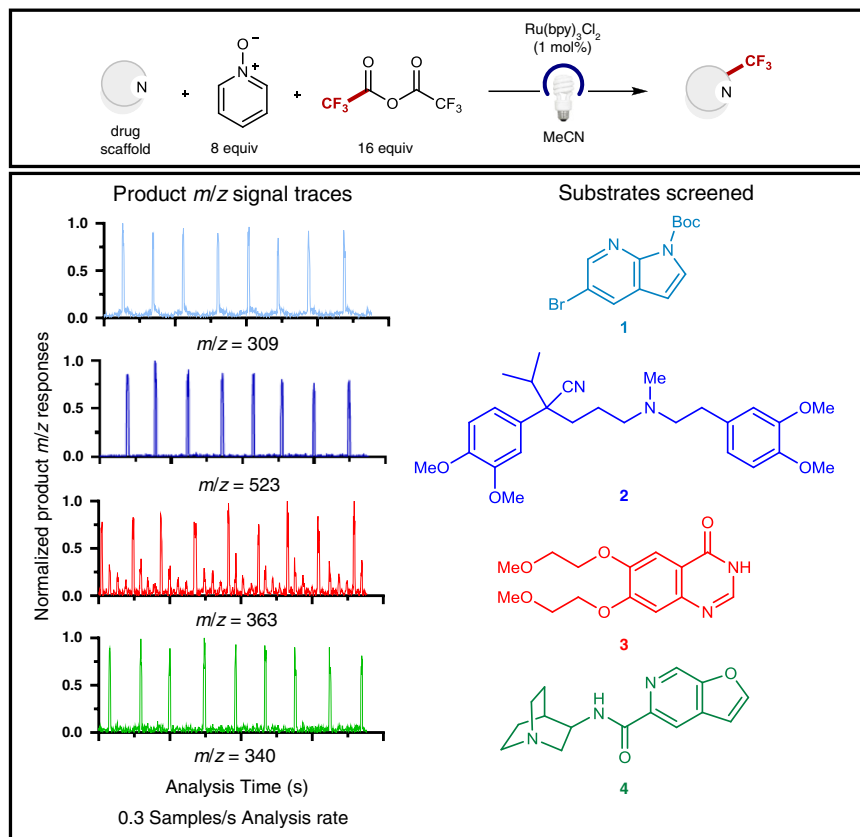 O⁻
N⁺
N
+
+
drug
scaffold
8 equiv
O
O
CF₃
O
CF₃
16 equiv
Ru(bpy)₃Cl₂
(1 mol%)
MeCN
CF₃
N
Product m/z signal traces
Substrates screened
Normalized product m/z responses
1.0
0.5
0.0
m/z = 309
1.0
0.5
0.0
m/z = 523
1.0
0.5
0.0
m/z = 363
1.0
0.5
0.0
m/z = 340
Analysis Time (s)
0.3 Samples/s Analysis rate
Boc
N
N
Br
1
CN
Me
N
MeO
OMe
OMe
OMe
2
O
MeO
O
NH
MeO
O
N
3
N
O
H
N
N
O
4